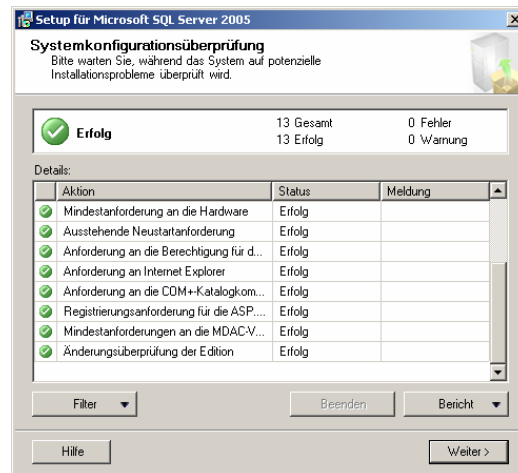 Setup für Microsoft SQL Server 2005
Systemkonfigurationsüberprüfung
Bitte warten Sie, während das System auf potenzielle
Installationsprobleme überprüft wird.
Erfolg
13 Gesamt
0 Fehler
13 Erfolg
0 Warnung
Details:
Aktion Status Meldung
Mindestanforderung an die Hardware Erfolg
Ausstehende Neustartanforderung Erfolg
Anforderung an die Berechtigung für d... Erfolg
Anforderung an Internet Explorer Erfolg
Anforderung an die COM+-Katalogkom... Erfolg
Registrierungsanforderung für die ASP.... Erfolg
Mindestanforderungen an die MDAC-V... Erfolg
Änderungsüberprüfung der Edition Erfolg
Filter Beenden Bericht
Hilfe Weiter >